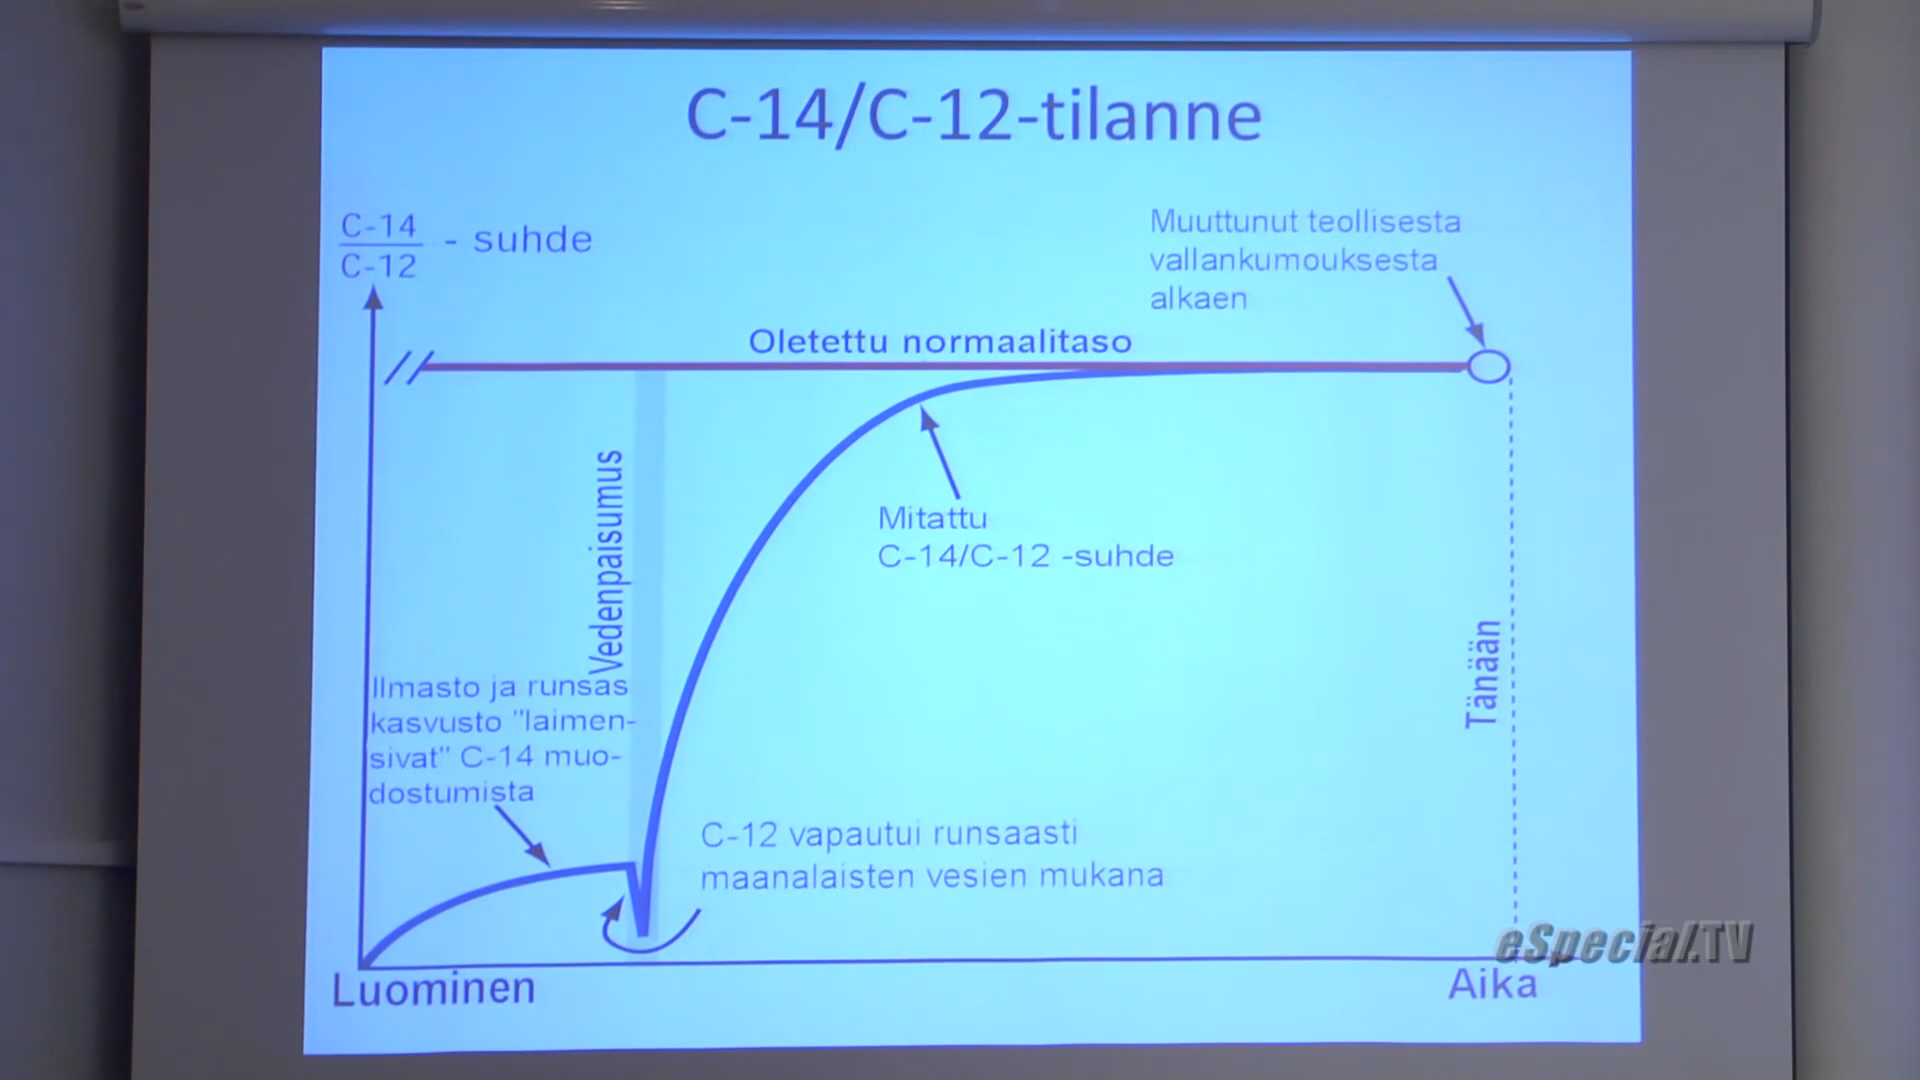 C-14/C-12-tilanne
C-14
C-12
- suhde
Muuttunut teollisesta
vallankumouksesta
alkaen
Oletettu normaalitaso
Mitattu
C-14/C-12 -suhde
Vedenpaisumus
Tänään
Ilmasto ja runsas
kasvusto "laimen-
sivat" C-14 muo-
dostumista
C-12 vapautui runsaasti
maanalaisten vesien mukana
eSpecial.TV
Luominen
Aika